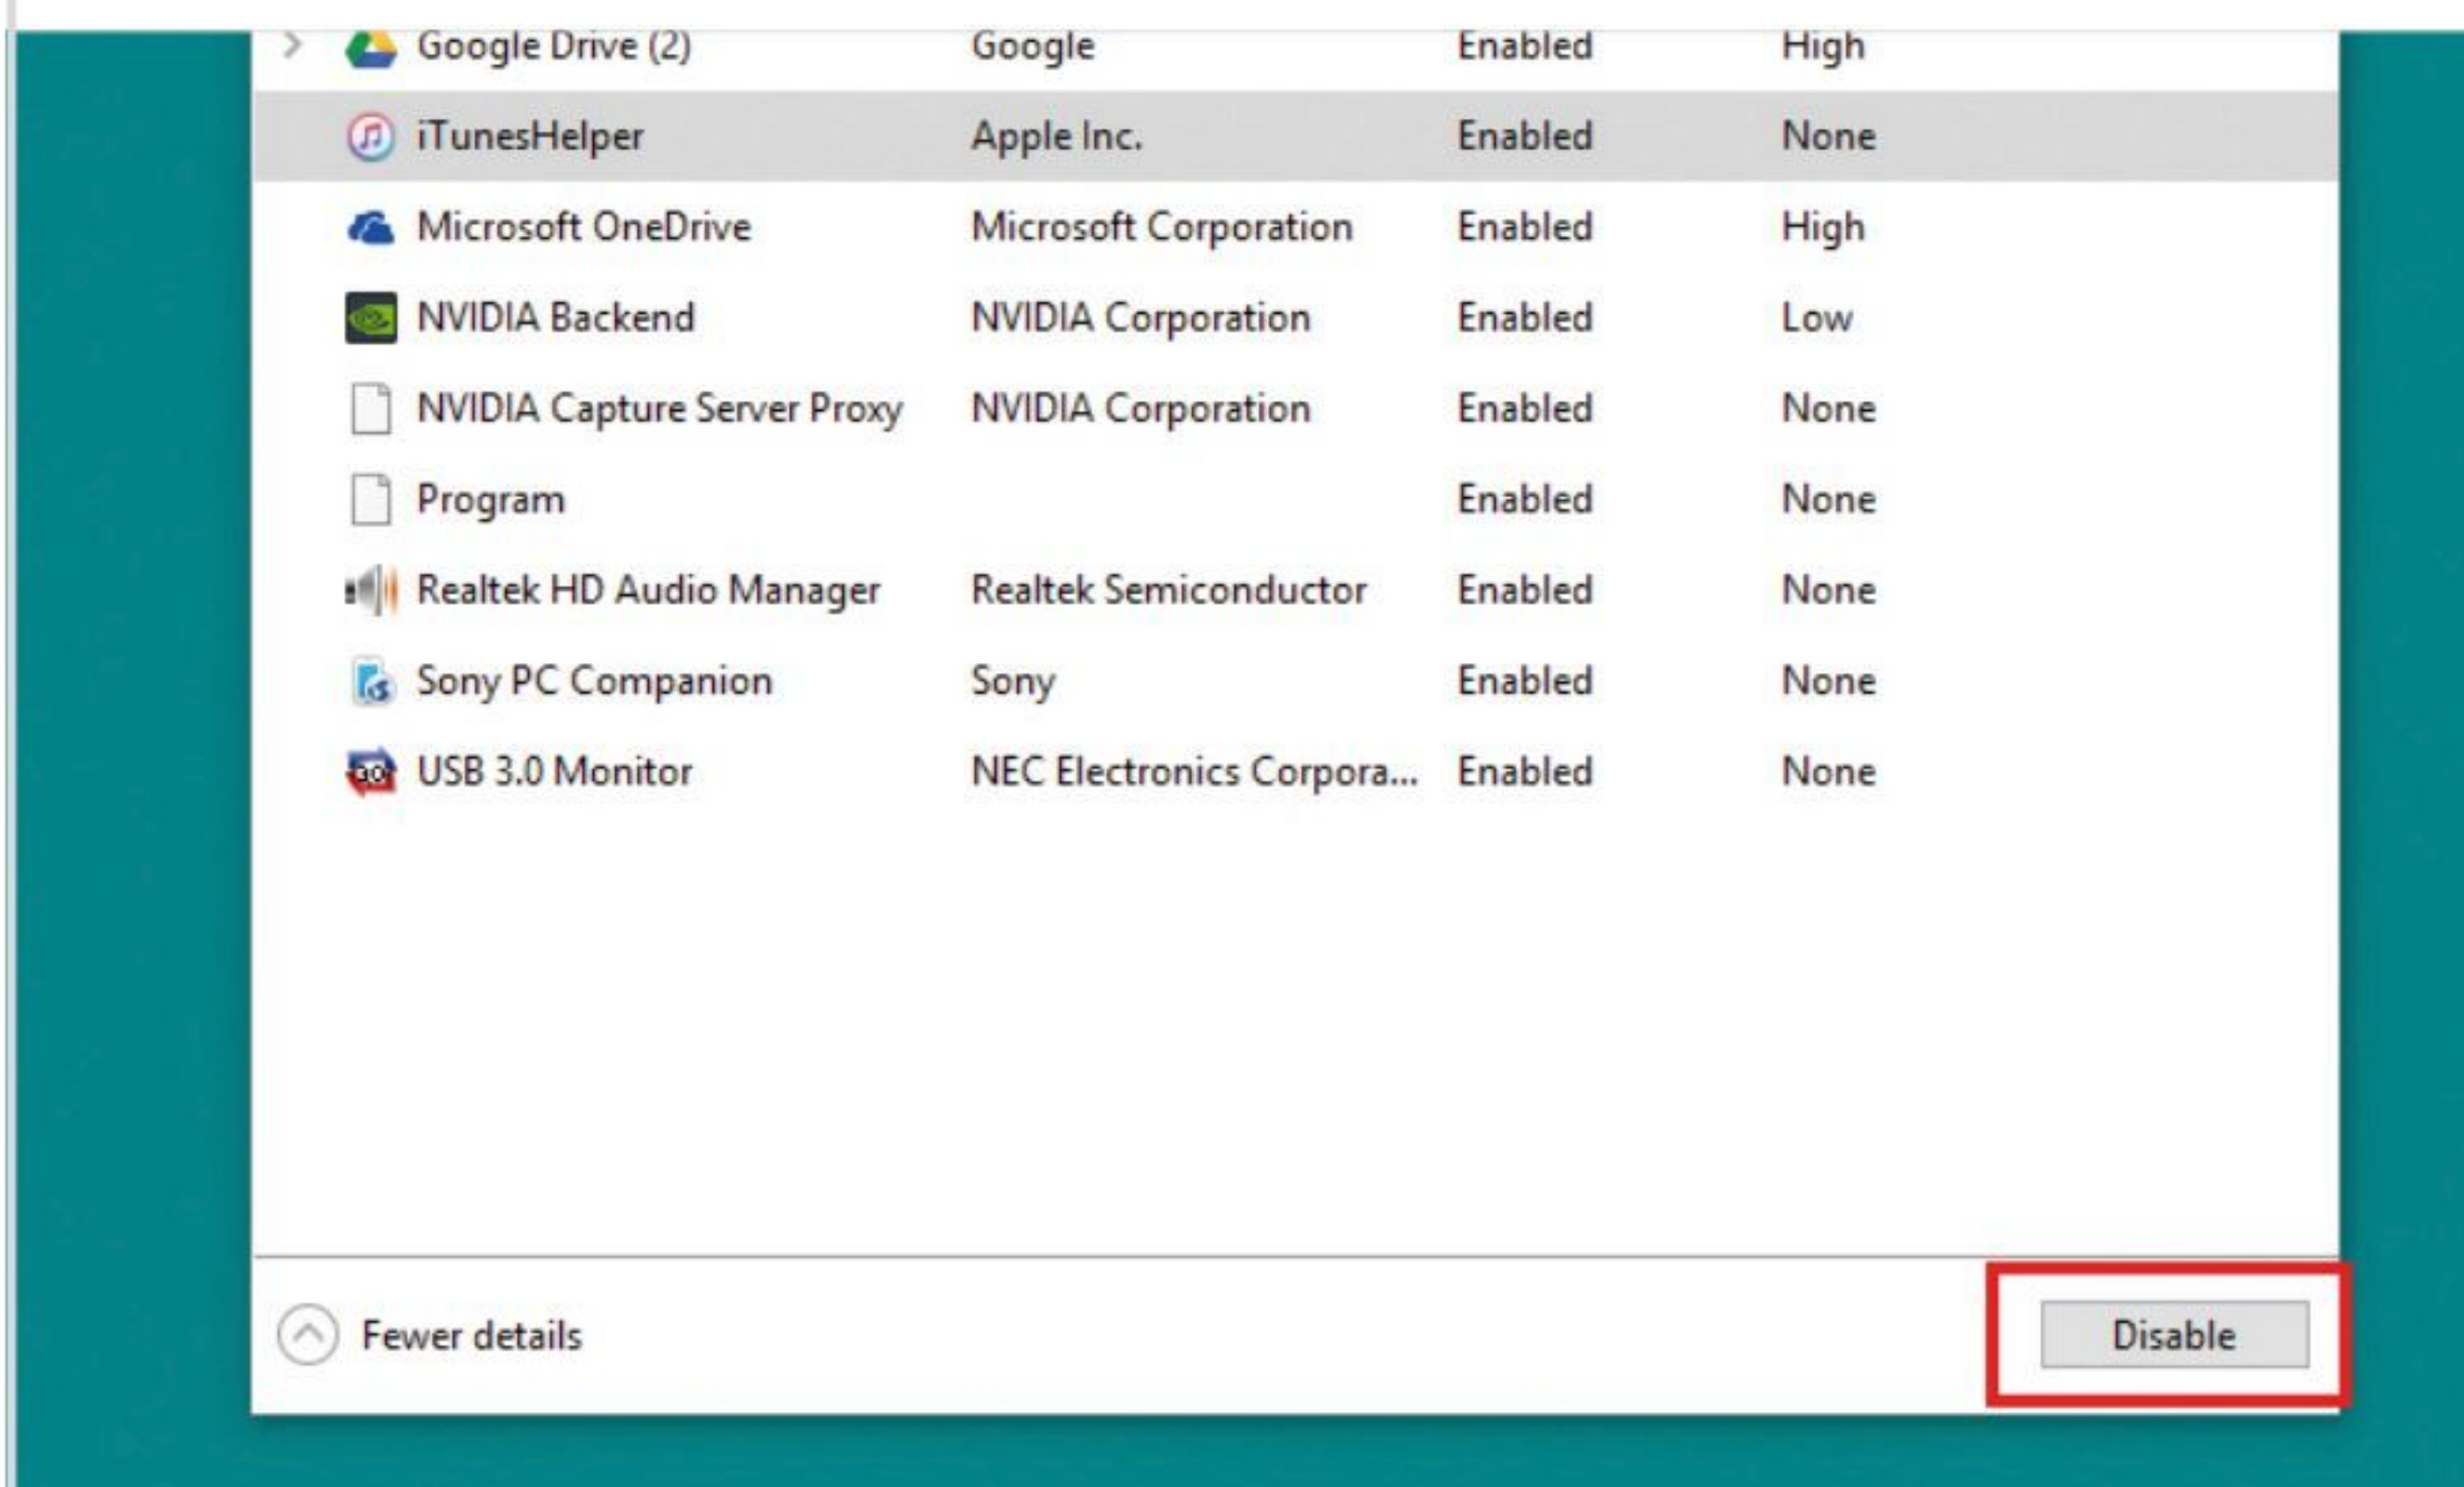 Google Drive (2) Google Enabled High
iTunesHelper Apple Inc. Enabled None
Microsoft OneDrive Microsoft Corporation Enabled High
NVIDIA Backend NVIDIA Corporation Enabled Low
NVIDIA Capture Server Proxy NVIDIA Corporation Enabled None
Program Enabled None
Realtek HD Audio Manager Realtek Semiconductor Enabled None
Sony PC Companion Sony Enabled None
USB 3.0 Monitor NEC Electronics Corpora... Enabled None
Fewer details Disable